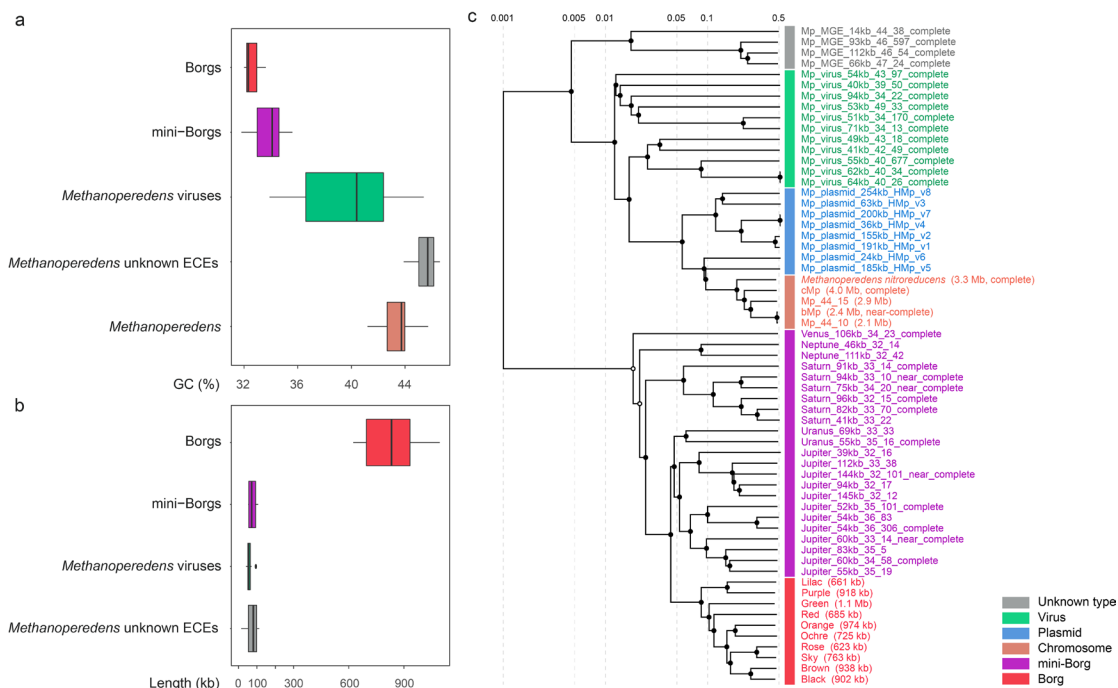 a
Borgs
mini-Borgs
Methanoperedens viruses
Methanoperedens unknown ECEs
Methanoperedens
32 36 40 44
GC (%)
b
Borgs
mini-Borgs
Methanoperedens viruses
Methanoperedens unknown ECEs
0 100 300 600 900
Length (kb)
c
0.001 0.005 0.01 0.05 0.1 0.5
Mp_MGE_14kb_44_38_complete
Mp_MGE_93kb_46_597_complete
Mp_MGE_112kb_46_54_complete
Mp_MGE_66kb_47_24_complete
Mp_virus_54kb_43_97_complete
Mp_virus_40kb_39_50_complete
Mp_virus_94kb_34_22_complete
Mp_virus_53kb_49_33_complete
Mp_virus_51kb_34_170_complete
Mp_virus_71kb_34_13_complete
Mp_virus_49kb_43_18_complete
Mp_virus_41kb_42_49_complete
Mp_virus_55kb_40_677_complete
Mp_virus_62kb_40_34_complete
Mp_virus_64kb_40_26_complete
Mp_plasmid_254kb_HMp_v8
Mp_plasmid_63kb_HMp_v3
Mp_plasmid_200kb_HMp_v7
Mp_plasmid_36kb_HMp_v4
Mp_plasmid_155kb_HMp_v2
Mp_plasmid_191kb_HMp_v1
Mp_plasmid_24kb_HMp_v6
Mp_plasmid_185kb_HMp_v5
Methanoperedens nitroreducens (3.3 Mb, complete)
cMp (4.0 Mb, complete)
Mp_44_15 (2.9 Mb)
bMp (2.4 Mb, near-complete)
Mp_44_10 (2.1 Mb)
Venus_106kb_34_23_complete
Neptune_46kb_32_14
Neptune_111kb_32_42
Saturn_91kb_33_14_complete
Saturn_94kb_33_10_near_complete
Saturn_75kb_34_20_near_complete
Saturn_96kb_32_15_complete
Saturn_82kb_33_70_complete
Saturn_41kb_33_22
Uranus_69kb_33_33
Uranus_55kb_35_16_complete
Jupiter_39kb_32_16
Jupiter_112kb_33_38
Jupiter_144kb_32_101_near_complete
Jupiter_94kb_32_17
Jupiter_145kb_32_12
Jupiter_52kb_35_101_complete
Jupiter_54kb_36_83
Jupiter_54kb_36_306_complete
Jupiter_60kb_33_14_near_complete
Jupiter_83kb_35_5
Jupiter_60kb_34_58_complete
Jupiter_55kb_35_19
Lilac (661 kb)
Purple (918 kb)
Green (1.1 Mb)
Red (685 kb)
Orange (974 kb)
Ochre (725 kb)
Rose (623 kb)
Sky (763 kb)
Brown (938 kb)
Black (902 kb)
Unknown type
Virus
Plasmid
Chromosome
mini-Borg
Borg